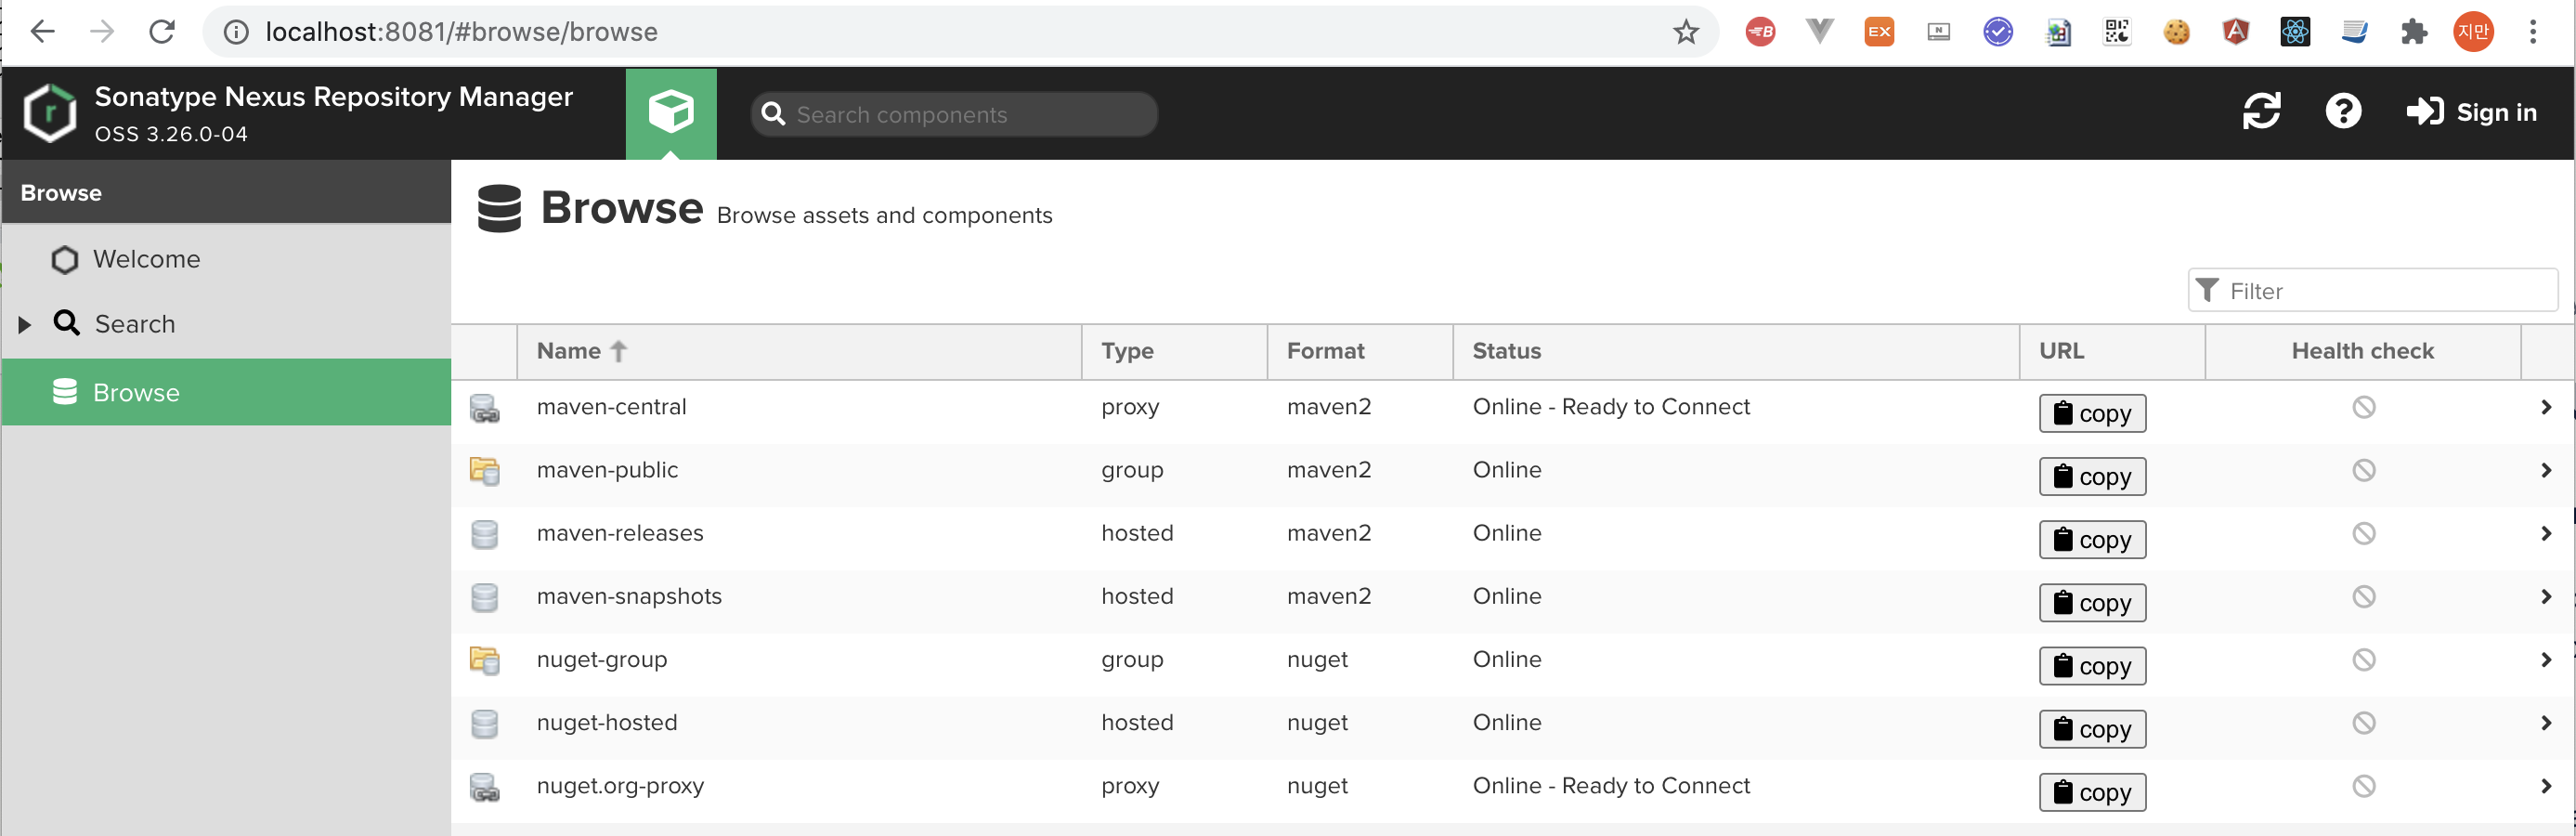 localhost:8081/#browse/browse
EX
N
지만
Sonatype Nexus Repository Manager
OSS 3.26.0-04
Search components
Sign in
Browse
Welcome
Search
Browse
Browse Browse assets and components
Filter
Name Type Format Status URL Health check
maven-central proxy maven2 Online - Ready to Connect copy
maven-public group maven2 Online copy
maven-releases hosted maven2 Online copy
maven-snapshots hosted maven2 Online copy
nuget-group group nuget Online copy
nuget-hosted hosted nuget Online copy
nuget.org-proxy proxy nuget Online - Ready to Connect copy